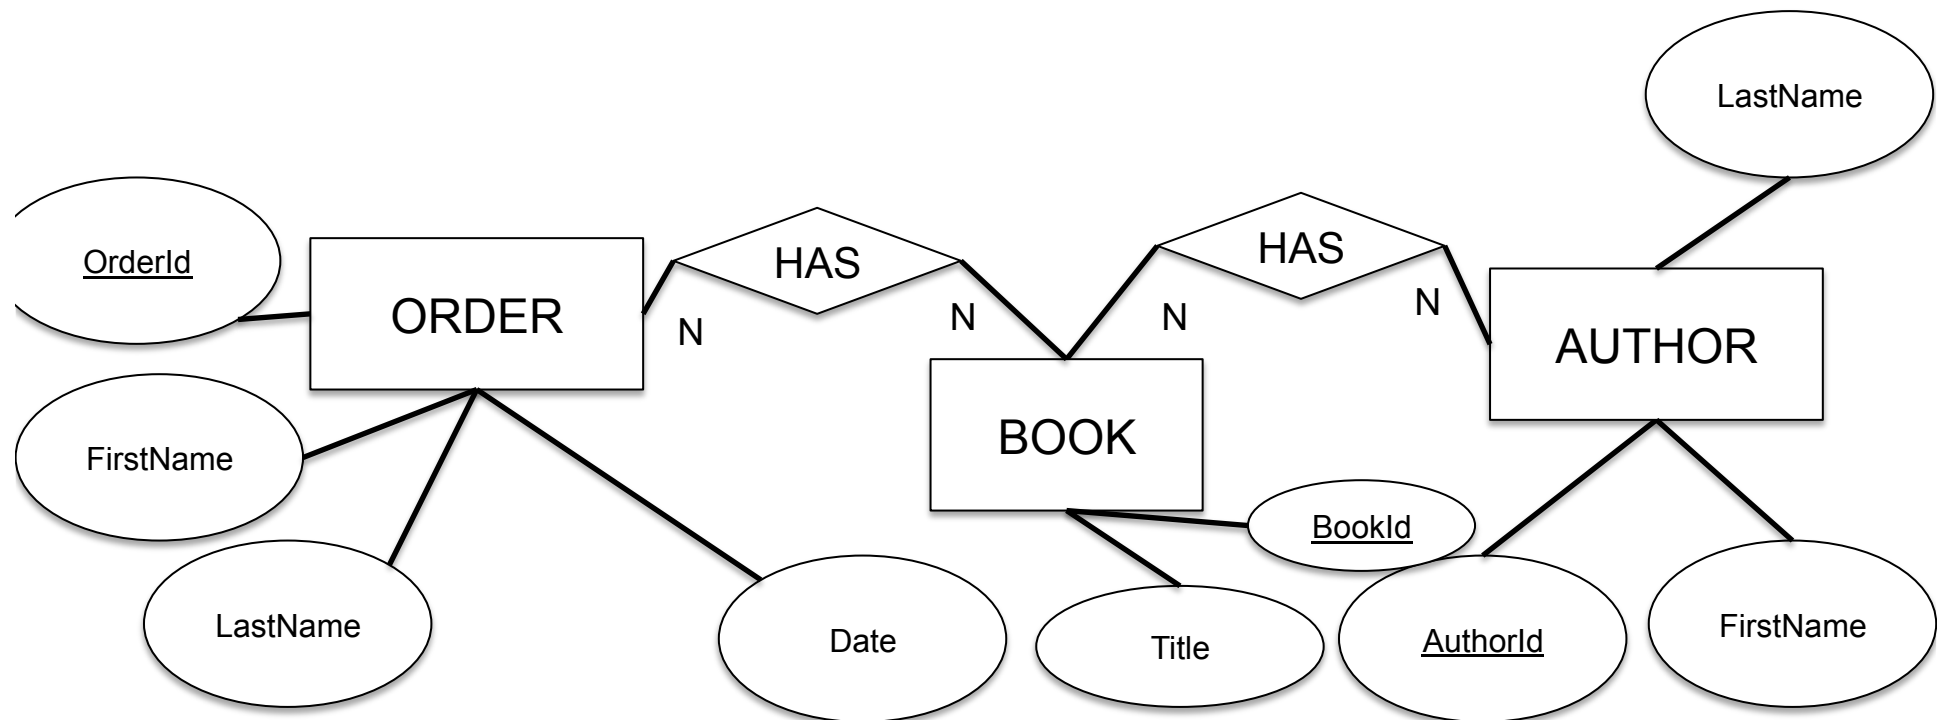 LastName
OrderId
HAS
HAS
ORDER
N
N
N
N
AUTHOR
FirstName
BOOK
BookId
LastName
Date
Title
AuthorId
FirstName